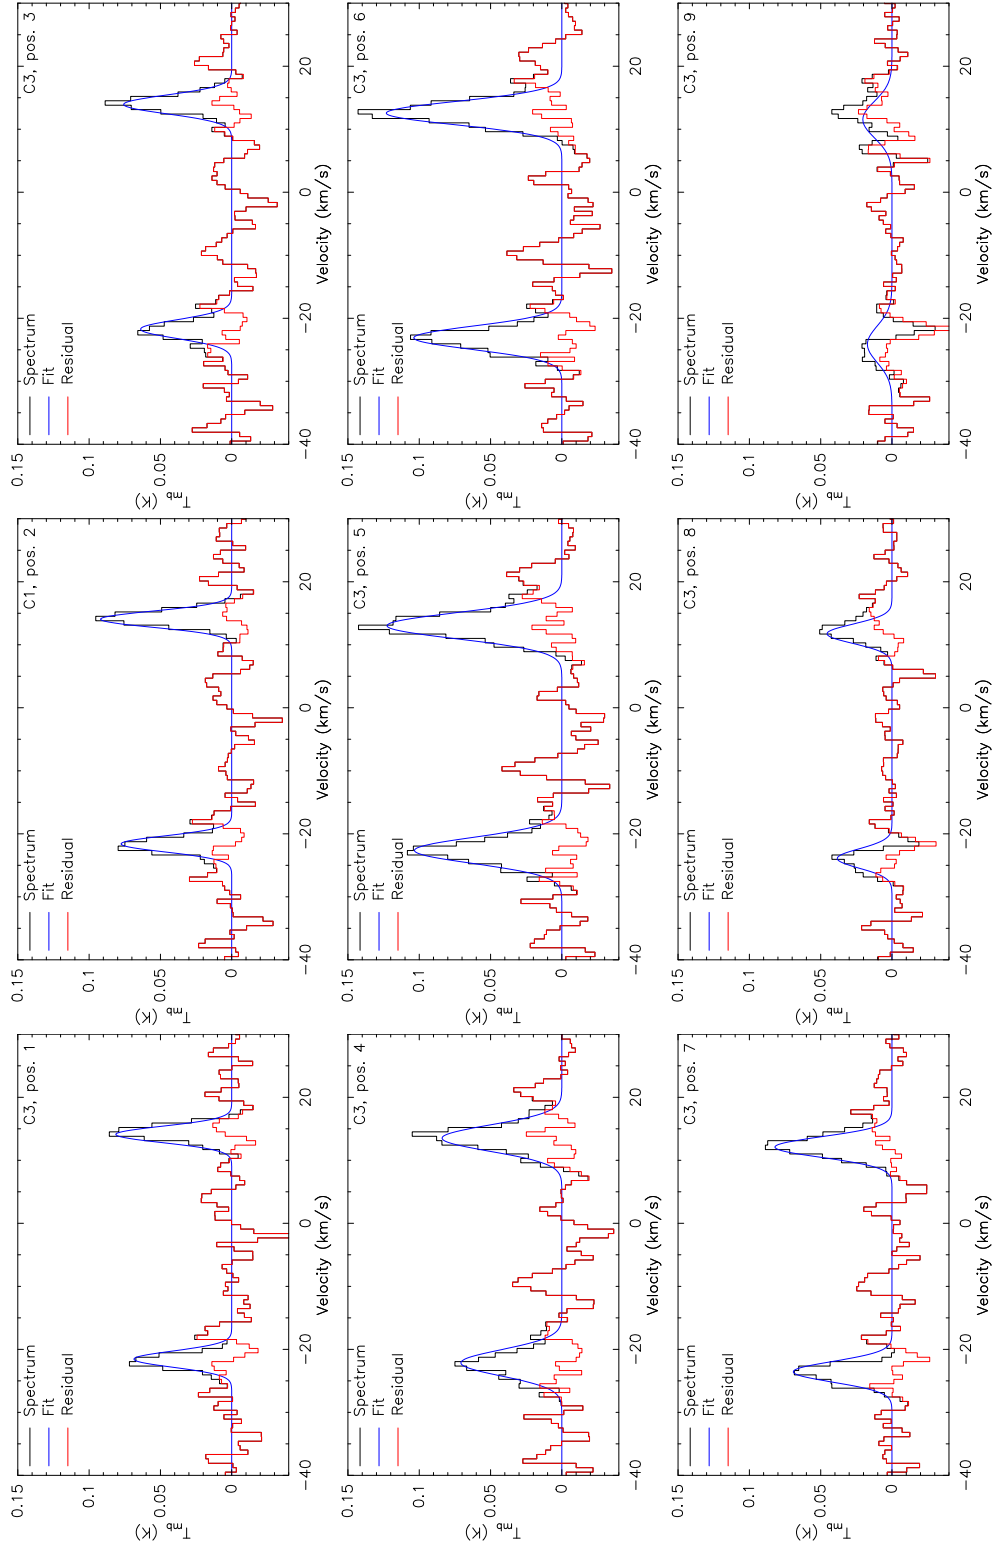 C3, pos. 1
Spectrum
Fit
Residual
0.15
0.1
0.05
0
T_mb (K)
−40
−20
0
20
Velocity (km/s)
C1, pos. 2
Spectrum
Fit
Residual
0.15
0.1
0.05
0
T_mb (K)
−40
−20
0
20
Velocity (km/s)
C3, pos. 3
Spectrum
Fit
Residual
0.15
0.1
0.05
0
T_mb (K)
−40
−20
0
20
Velocity (km/s)
C3, pos. 4
Spectrum
Fit
Residual
0.15
0.1
0.05
0
T_mb (K)
−40
−20
0
20
Velocity (km/s)
C3, pos. 5
Spectrum
Fit
Residual
0.15
0.1
0.05
0
T_mb (K)
−40
−20
0
20
Velocity (km/s)
C3, pos. 6
Spectrum
Fit
Residual
0.15
0.1
0.05
0
T_mb (K)
−40
−20
0
20
Velocity (km/s)
C3, pos. 7
Spectrum
Fit
Residual
0.15
0.1
0.05
0
T_mb (K)
−40
−20
0
20
Velocity (km/s)
C3, pos. 8
Spectrum
Fit
Residual
0.15
0.1
0.05
0
T_mb (K)
−40
−20
0
20
Velocity (km/s)
C3, pos. 9
Spectrum
Fit
Residual
0.15
0.1
0.05
0
T_mb (K)
−40
−20
0
20
Velocity (km/s)